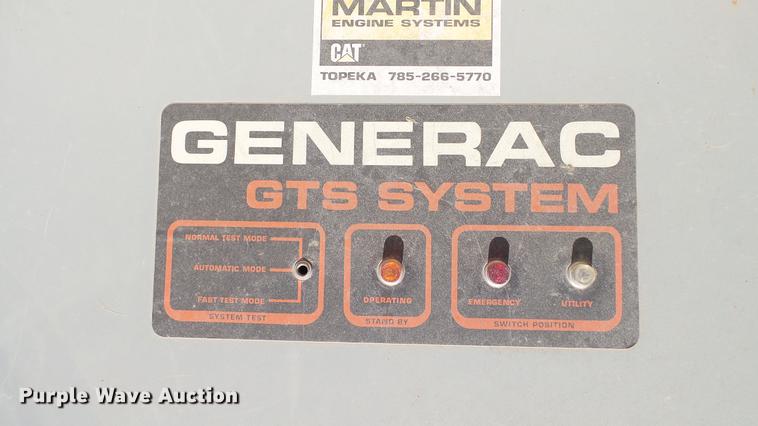 MARTIN
ENGINE SYSTEMS
CAT
TOPEKA 785-266-5770
GENERAC
GTS SYSTEM
NORMAL TEST MODE
AUTOMATIC MODE
FAST TEST MODE
SYSTEM TEST
OPERATING
STAND BY
EMERGENCY
UTILITY
SWITCH POSITION
Purple Wave Auction